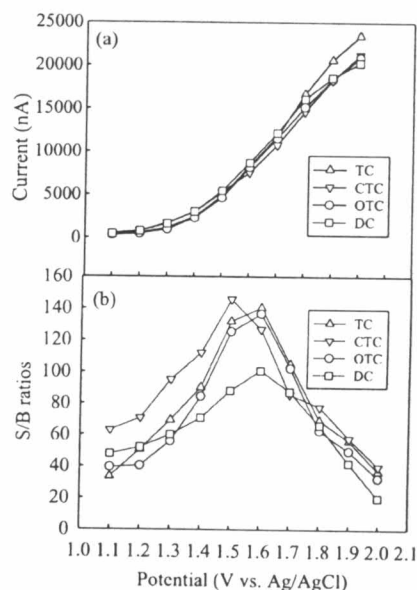 (a)
25000
20000
15000
10000
5000
0
Current (nA)
TC
CTC
OTC
DC
(b)
160
140
120
100
80
60
40
20
0
S/B ratios
TC
CTC
OTC
DC
1.0 1.1 1.2 1.3 1.4 1.5 1.6 1.7 1.8 1.9 2.0 2.1
Potential (V vs. Ag/AgCl)